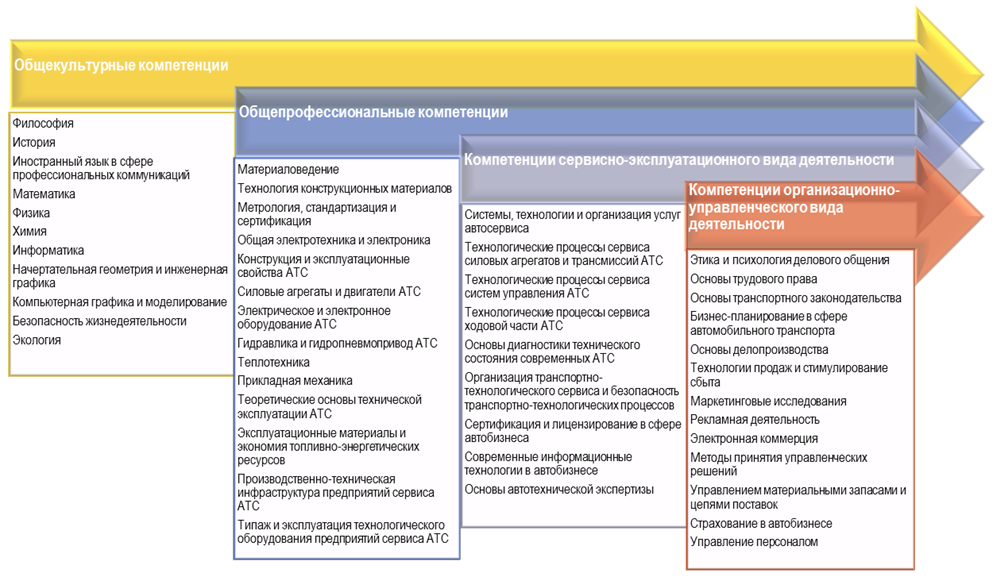 Общекультурные компетенции
Философия
История
Иностранный язык в сфере
профессиональных коммуникаций
Математика
Физика
Химия
Информатика
Начертательная геометрия и инженерная
графика
Компьютерная графика и моделирование
Безопасность жизнедеятельности
Экология
Общепрофессиональные компетенции
Материаловедение
Технология конструкционных материалов
Метрология, стандартизация и
сертификация
Общая электротехника и электроника
Конструкция и эксплуатационные
свойства АТС
Силовые агрегаты и двигатели АТС
Электрическое и электронное
оборудование АТС
Гидравлика и гидропневмопривод АТС
Теплотехника
Прикладная механика
Теоретические основы технической
эксплуатации АТС
Эксплуатационные материалы и
экономия топливно-энергетических
ресурсов
Производственно-техническая
инфраструктура предприятий сервиса
АТС
Типаж и эксплуатация технологического
оборудования предприятий сервиса АТС
Компетенции сервисно-эксплуатационного вида деятельности
Системы, технологии и организация услуг
автосервиса
Технологические процессы сервиса
силовых агрегатов и трансмиссий АТС
Технологические процессы сервиса
систем управления АТС
Технологические процессы сервиса
ходовой части АТС
Основы диагностики технического
состояния современных АТС
Организация транспортно-
технологического сервиса и безопасность
транспортно-технологических процессов
Сертификация и лицензирование в сфере
автобизнеса
Современные информационные
технологии в автобизнесе
Основы автотехнической экспертизы
Компетенции организационно-
управленческого вида
деятельности
Этика и психология делового общения
Основы трудового права
Основы транспортного законодательства
Бизнес-планирование в сфере
автомобильного транспорта
Основы делопроизводства
Технологии продаж и стимулирование
сбыта
Маркетинговые исследования
Рекламная деятельность
Электронная коммерция
Методы принятия управленческих
решений
Управлением материальными запасами и
цепями поставок
Страхование в автобизнесе
Управление персоналом